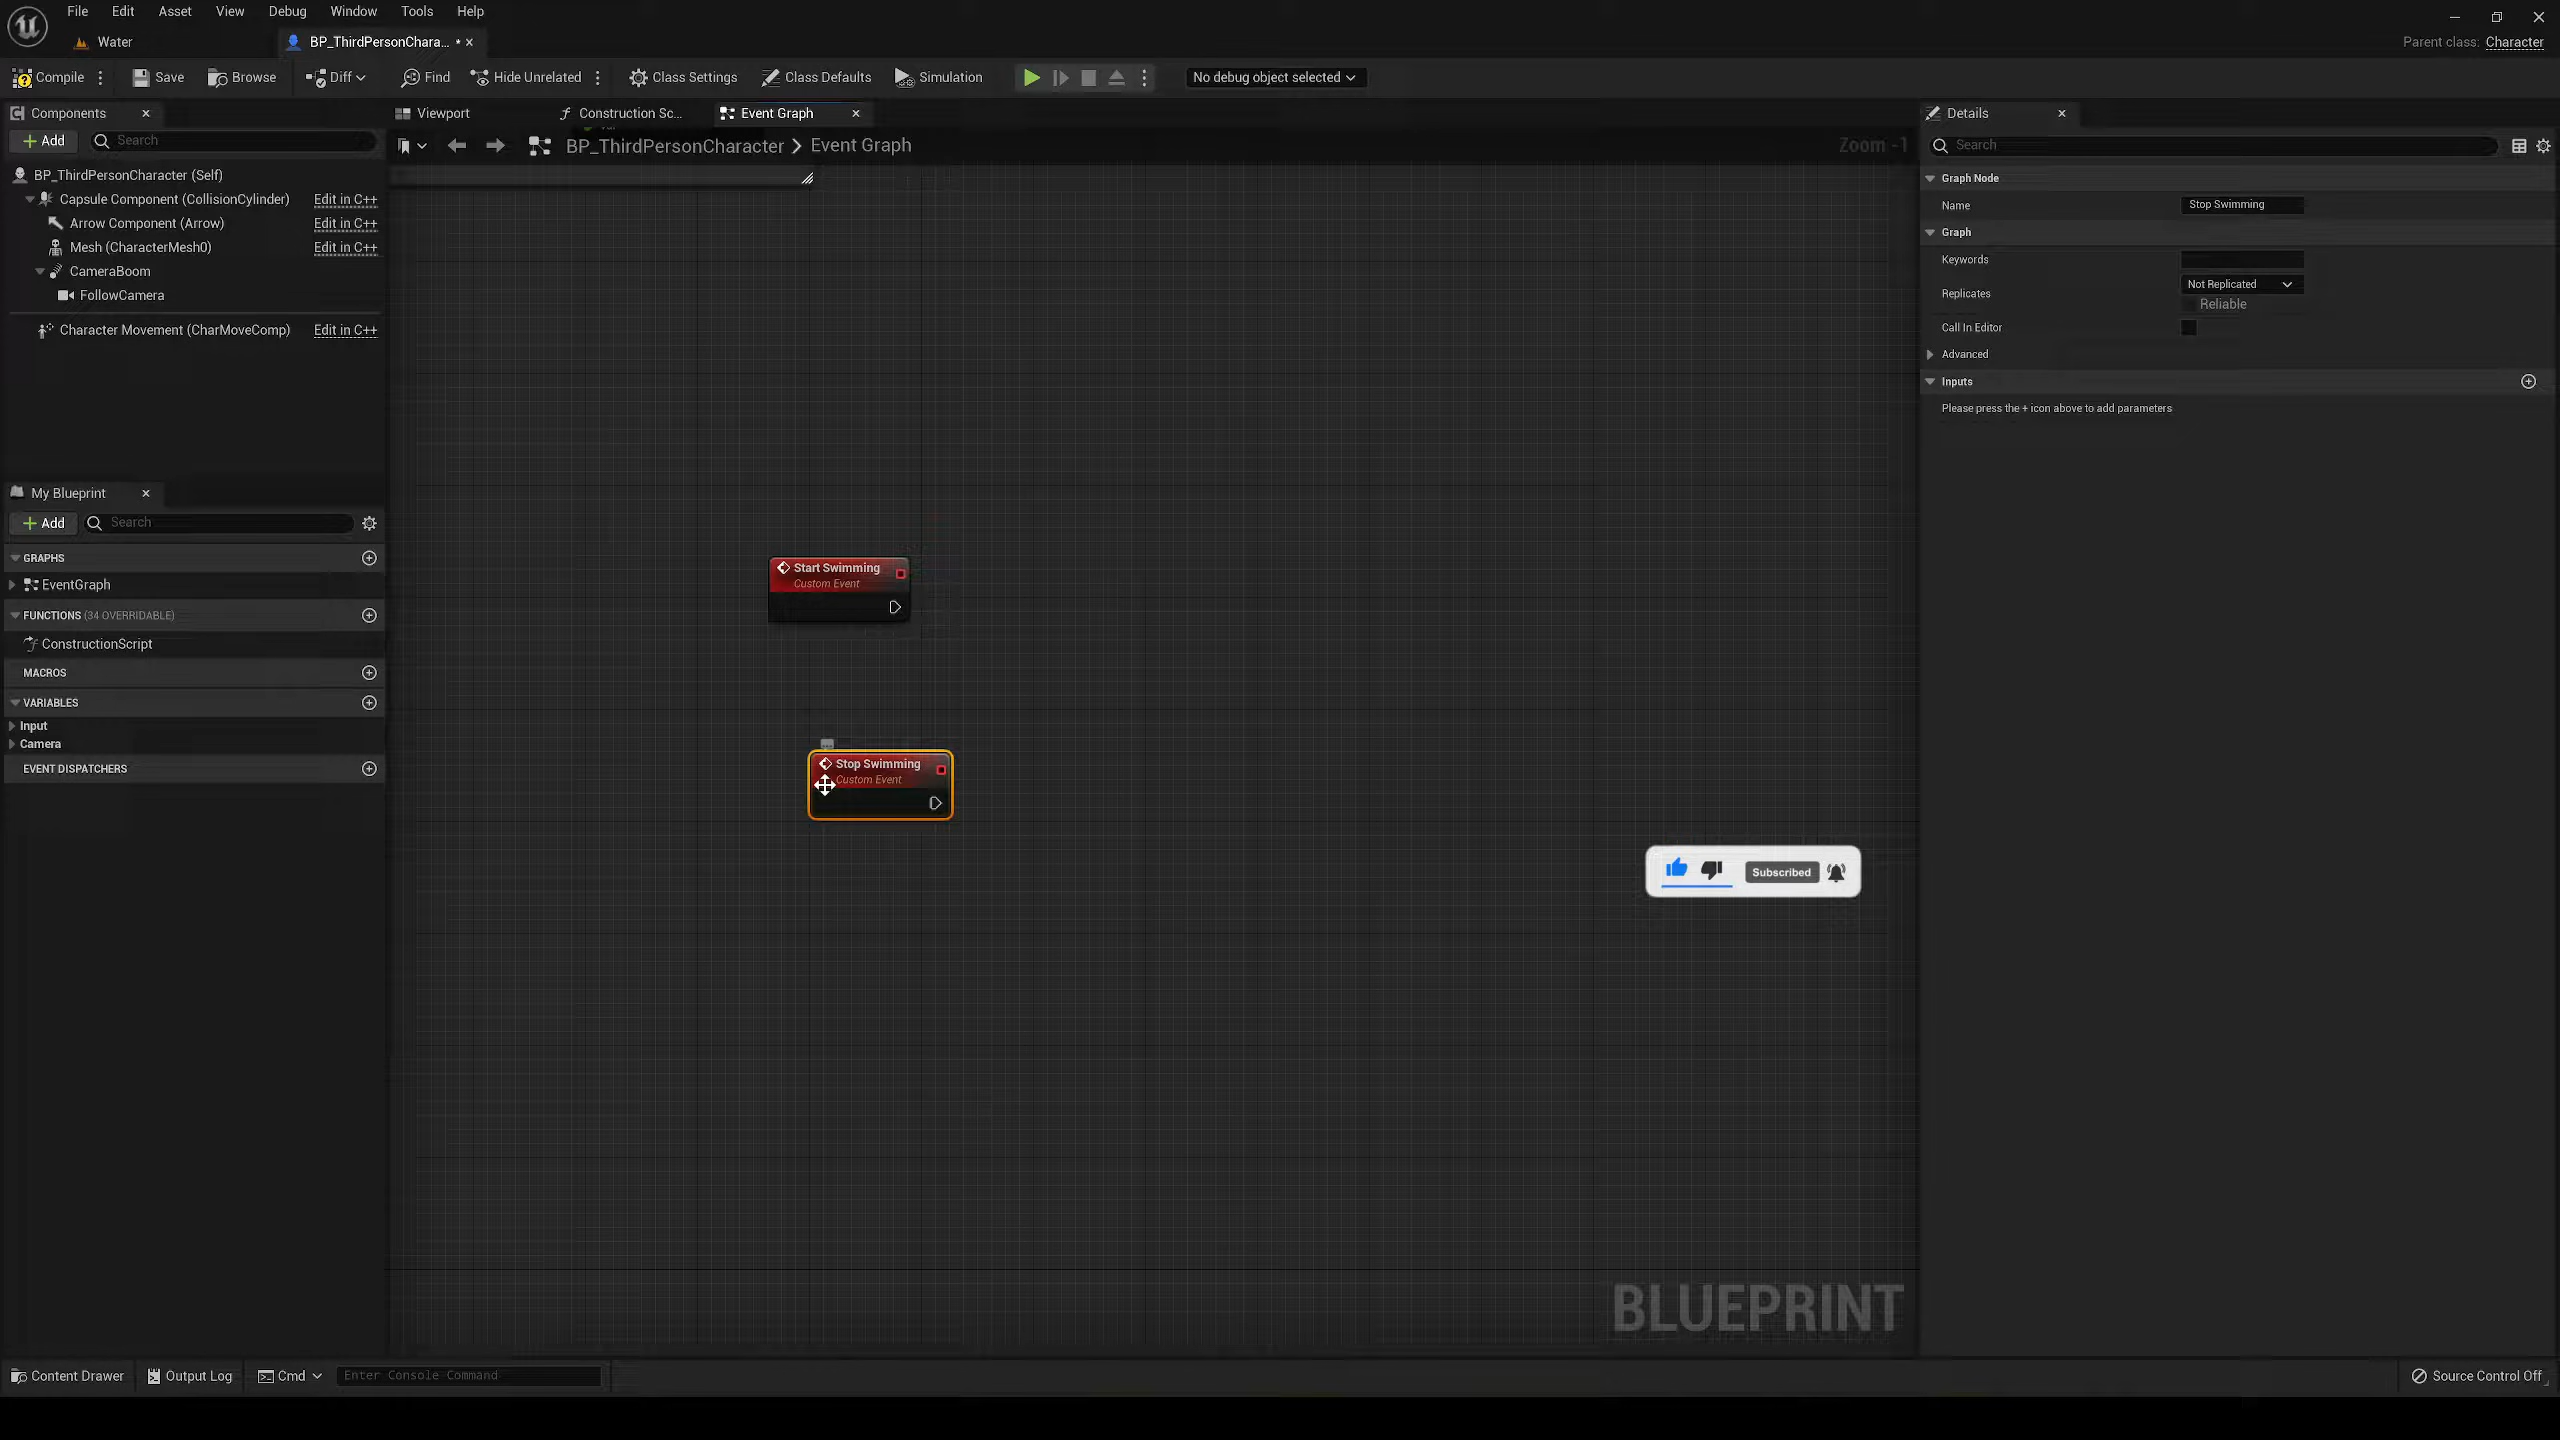 File Edit Asset View Debug Window Tools Help
Water
BP_ThirdPersonChara... •
Parent class: Character
Compile
Save
Browse
Diff
Find
Hide Unrelated
Class Settings
Class Defaults
Simulation
No debug object selected
Components
Add
Search
BP_ThirdPersonCharacter (Self)
Capsule Component (CollisionCylinder) Edit in C++
Arrow Component (Arrow) Edit in C++
Mesh (CharacterMesh0) Edit in C++
CameraBoom
FollowCamera
Character Movement (CharMoveComp) Edit in C++
My Blueprint
Add
Search
GRAPHS
EventGraph
FUNCTIONS (34 OVERRIDABLE)
ConstructionScript
MACROS
VARIABLES
Input
Camera
EVENT DISPATCHERS
Viewport
Construction Sc...
Event Graph
BP_ThirdPersonCharacter > Event Graph
Zoom -1
Start Swimming
Custom Event
Stop Swimming
Custom Event
Subscribed
BLUEPRINT
Details
Search
Graph Node
Name Stop Swimming
Graph
Keywords
Replicates Not Replicated
Reliable
Call In Editor
Advanced
Inputs
Please press the + icon above to add parameters
Content Drawer
Output Log
Cmd
Enter Console Command
Source Control Off